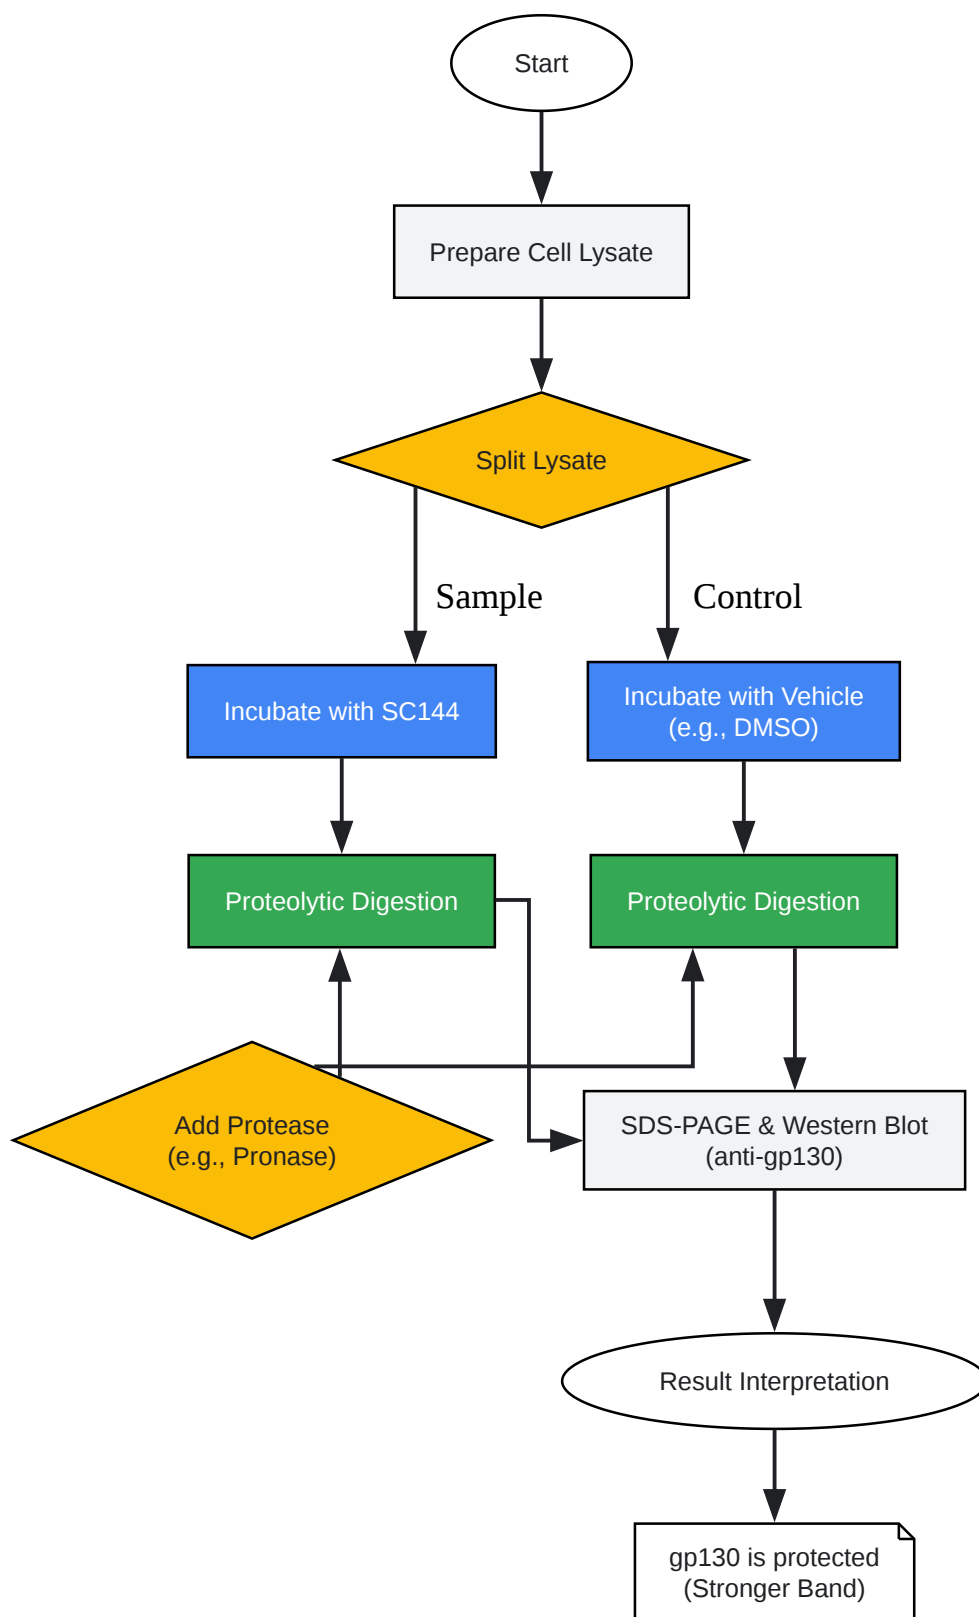 Start
Prepare Cell Lysate
Split Lysate
Sample
Control
Incubate with SC144
Incubate with Vehicle
(e.g., DMSO)
Proteolytic Digestion
Proteolytic Digestion
Add Protease
(e.g., Pronase)
SDS-PAGE & Western Blot
(anti-gp130)
Result Interpretation
gp130 is protected
(Stronger Band)